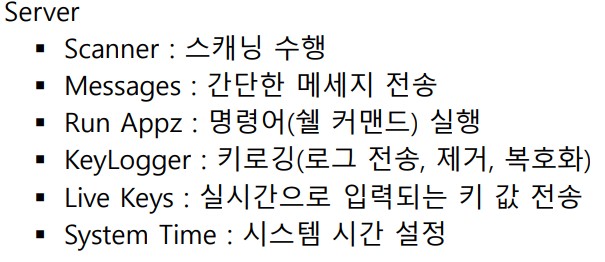 Server
▪ Scanner : 스캐닝 수행
▪ Messages : 간단한 메세지 전송
▪ Run Appz : 명령어(쉘 커맨드) 실행
▪ KeyLogger : 키로깅(로그 전송, 제거, 복호화)
▪ Live Keys : 실시간으로 입력되는 키 값 전송
▪ System Time : 시스템 시간 설정